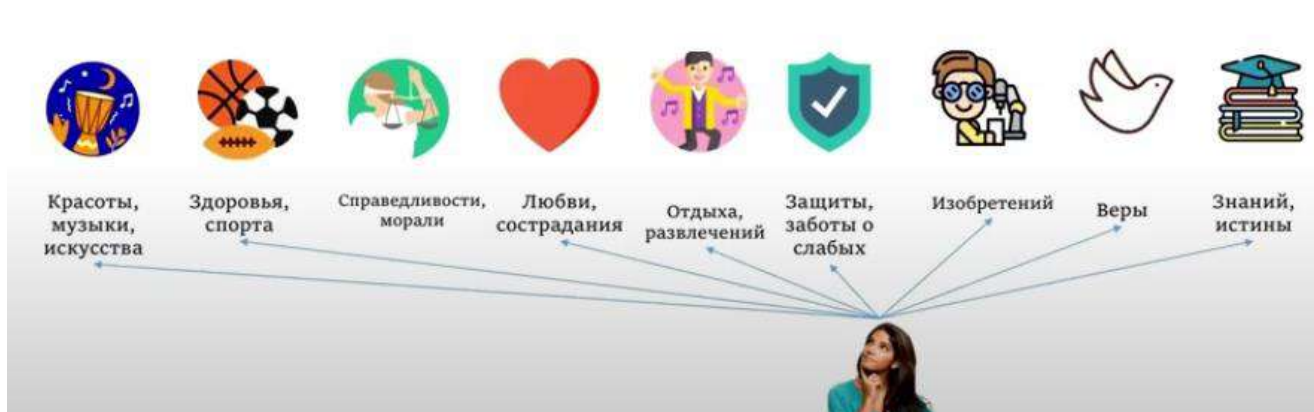 Красоты,
музыки,
искусства
Здоровья,
спорта
Справедливости,
морали
Любви,
сострадания
Отдыха,
развлечений
Защиты,
заботы о
слабых
Изобретений
Веры
Знаний,
истины